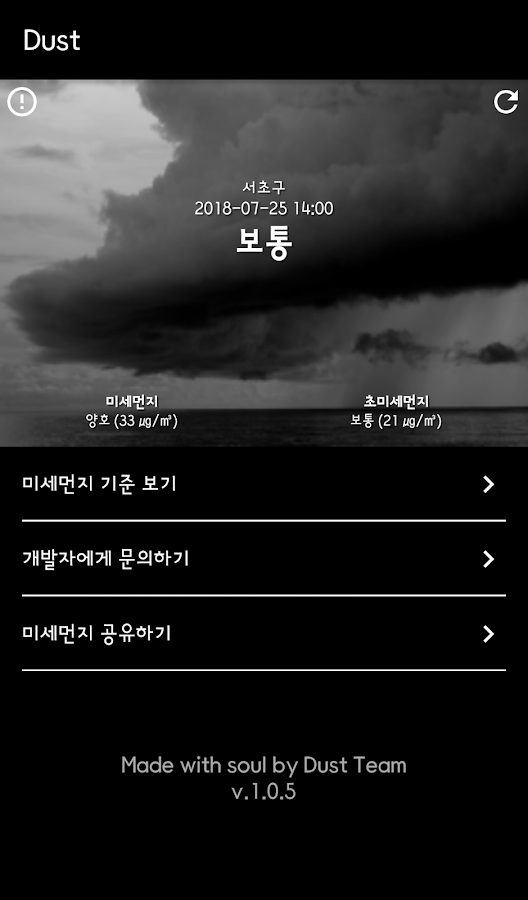 Dust
서초구
2018-07-25 14:00
보통
미세먼지
양호 (33 ㎍/㎥)
초미세먼지
보통 (21 ㎍/㎥)
미세먼지 기준 보기
개발자에게 문의하기
미세먼지 공유하기
Made with soul by Dust Team
v.1.0.5